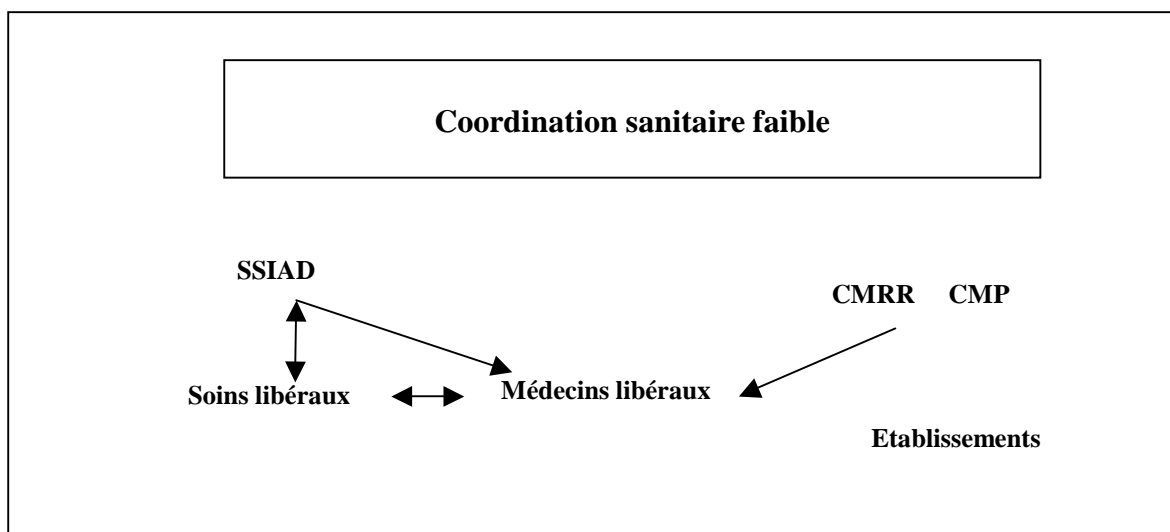 Coordination sanitaire faible
SSIAD
CMRR CMP
Soins libéraux
Médecins libéraux
Etablissements